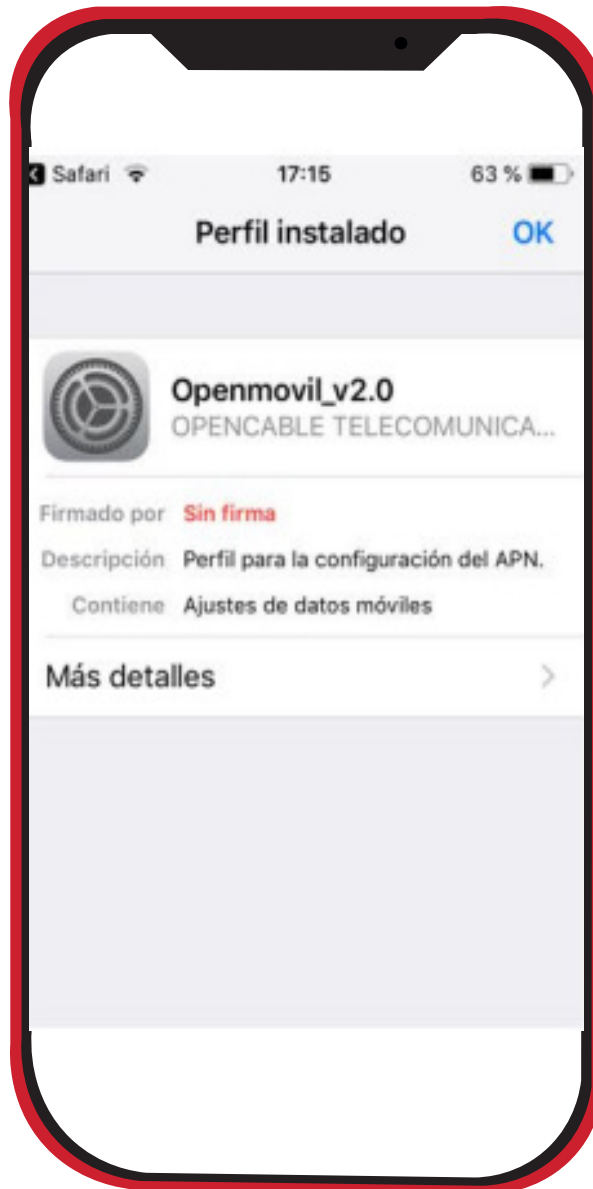 Safari 17:15 63 %
Perfil instalado OK
Openmovil_v2.0
OPENCABLE TELECOMUNICA...
Firmado por Sin firma
Descripción Perfil para la configuración del APN.
Contiene Ajustes de datos móviles
Más detalles